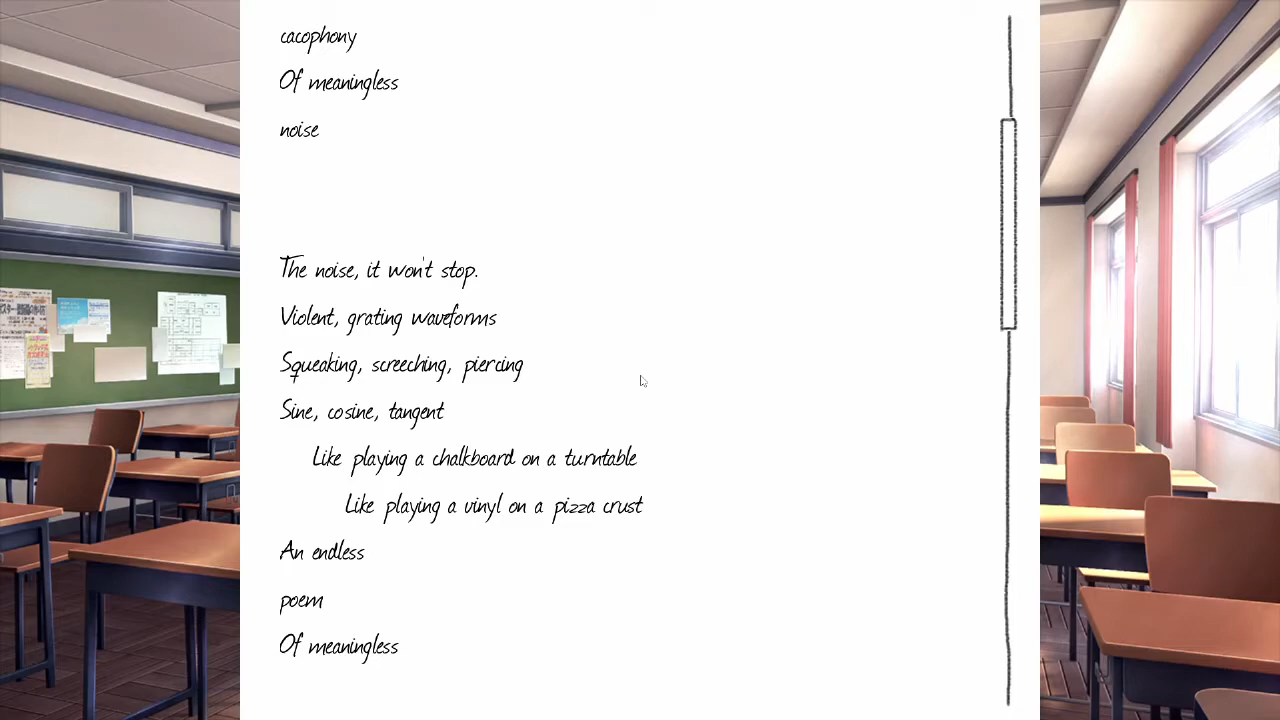 cacophony
Of meaningless
noise
The noise, it won't stop.
Violent, grating waveforms
Squeaking, screeching, piercing
Sine, cosine, tangent
Like playing a chalkboard on a turntable
Like playing a vinyl on a pizza crust
An endless
poem
Of meaningless